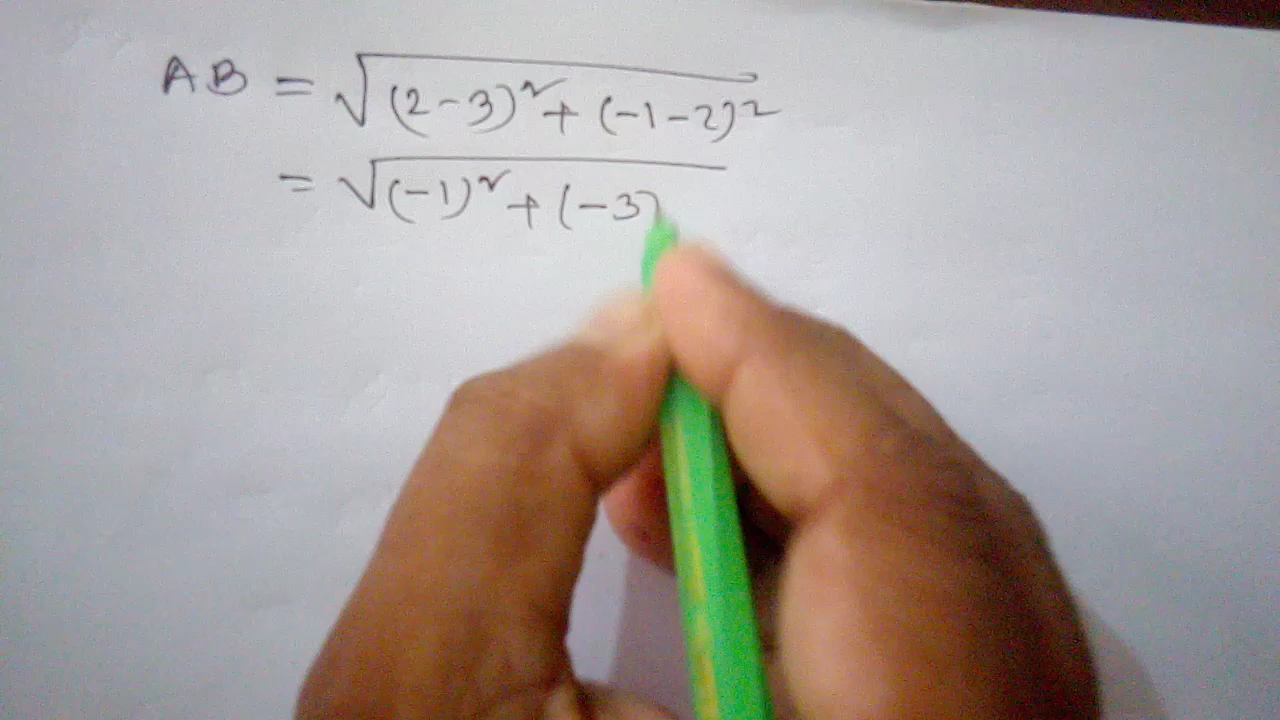 AB = √(2-3)² + (-1-2)²
= √(-1)² + (-3)